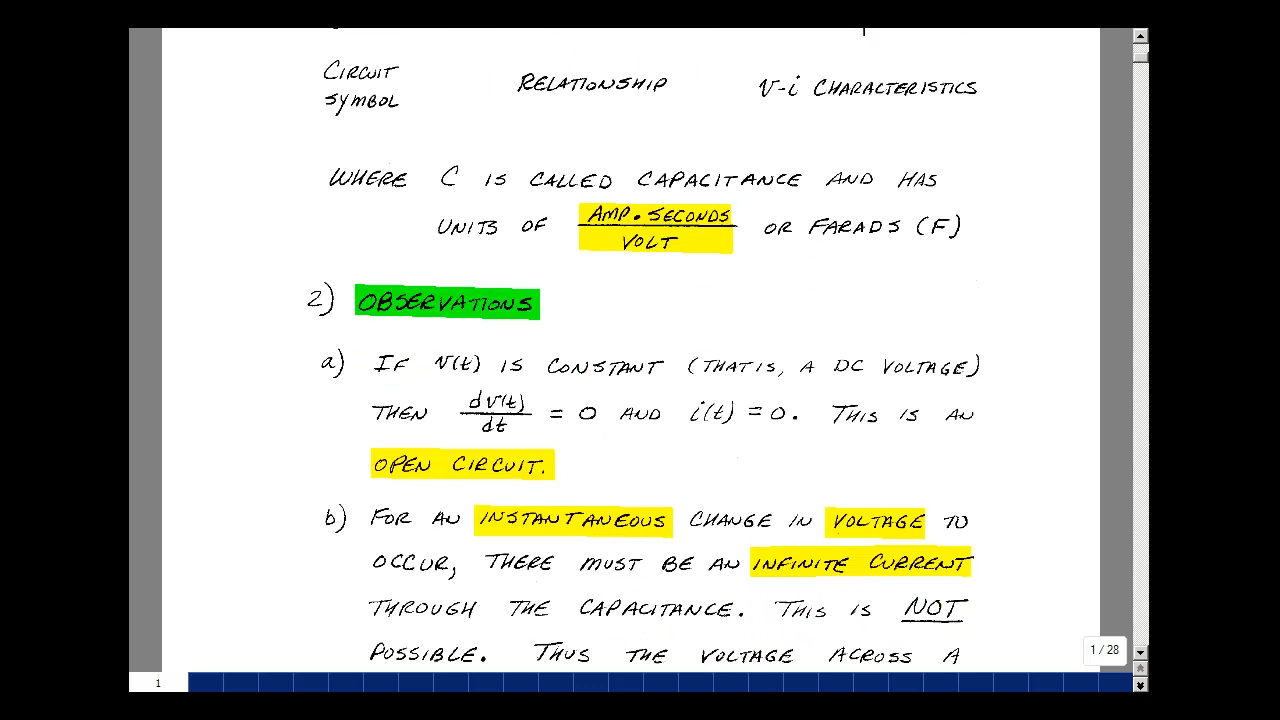 CIRCUIT SYMBOL RELATIONSHIP V-i CHARACTERISTICS
WHERE C IS CALLED CAPACITANCE AND HAS
UNITS OF AMP. SECONDS / VOLT OR FARADS (F)
2) OBSERVATIONS
a) IF V(t) IS CONSTANT (THAT IS, A DC VOLTAGE)
THEN dV(t)/dt = 0 AND i(t) = 0. THIS IS AN
OPEN CIRCUIT.
b) FOR AN INSTANTANEOUS CHANGE IN VOLTAGE TO
OCCUR, THERE MUST BE AN INFINITE CURRENT
THROUGH THE CAPACITANCE. THIS IS NOT
POSSIBLE. THUS THE VOLTAGE ACROSS A
1 / 28
1